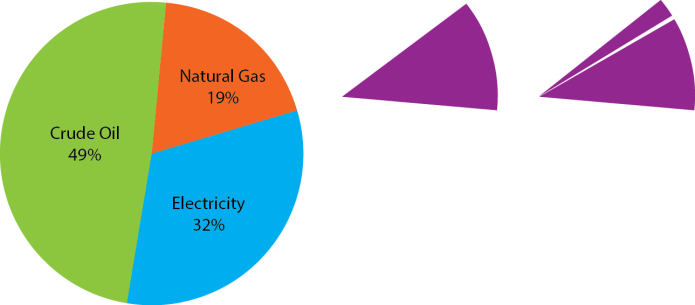 Natural Gas
19%
Crude Oil
49%
Electricity
32%